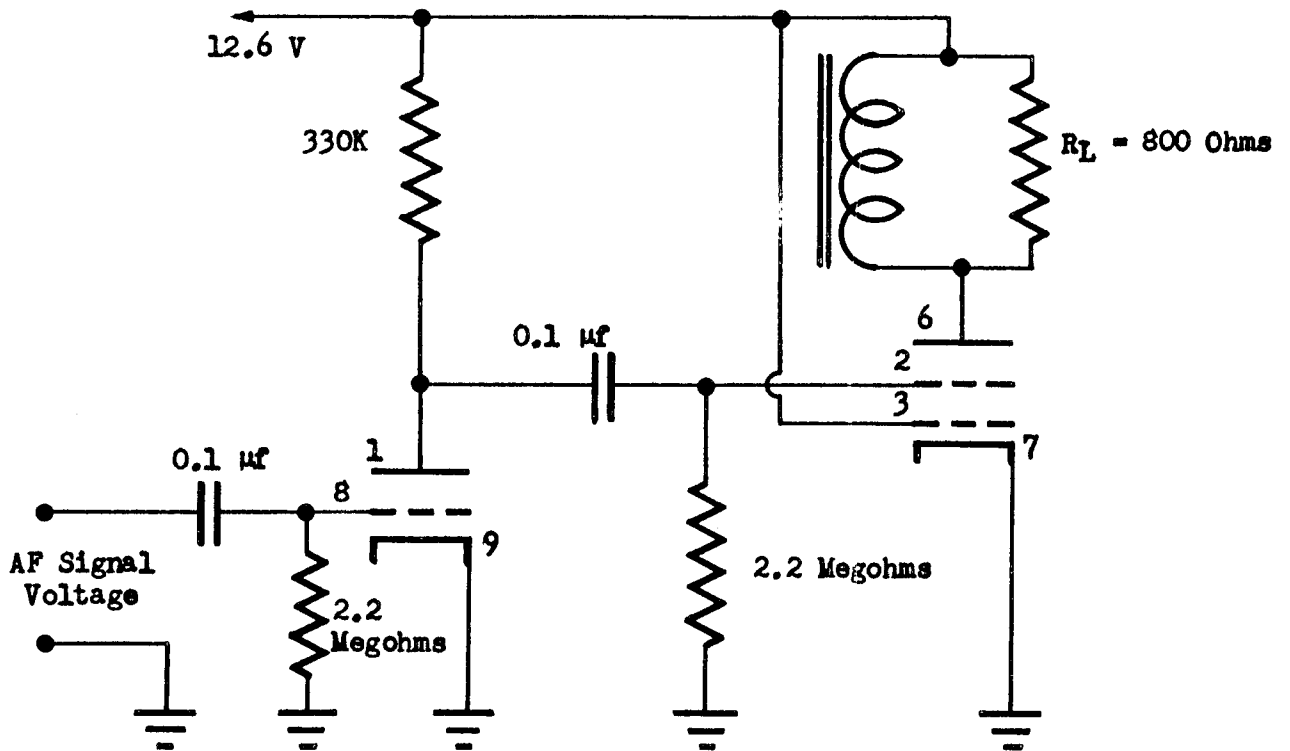 12.6 V
330K
R_L = 800 Ohms
6
0.1 µf
2
3
7
1
0.1 µf
8
9
AF Signal
Voltage
2.2 Megohms
2.2
Megohms